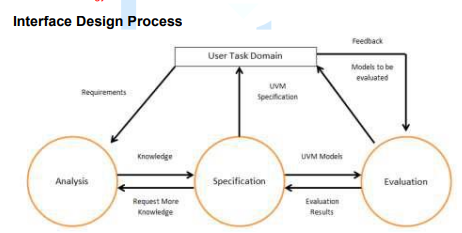 Interface Design Process
Feedback
User Task Domain
Models to be
evaluated
UVM
Specification
Requirements
Knowledge
UVM Models
Analysis
Specification
Evaluation
Request More
Knowledge
Evaluation
Results